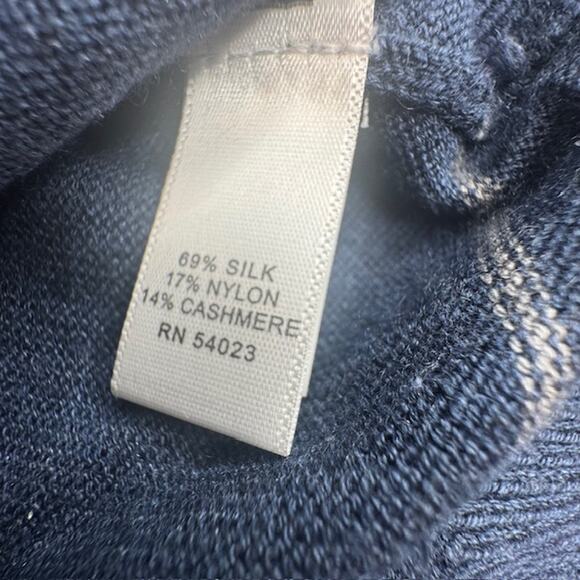 69% SILK
17% NYLON
14% CASHMERE
RN 54023